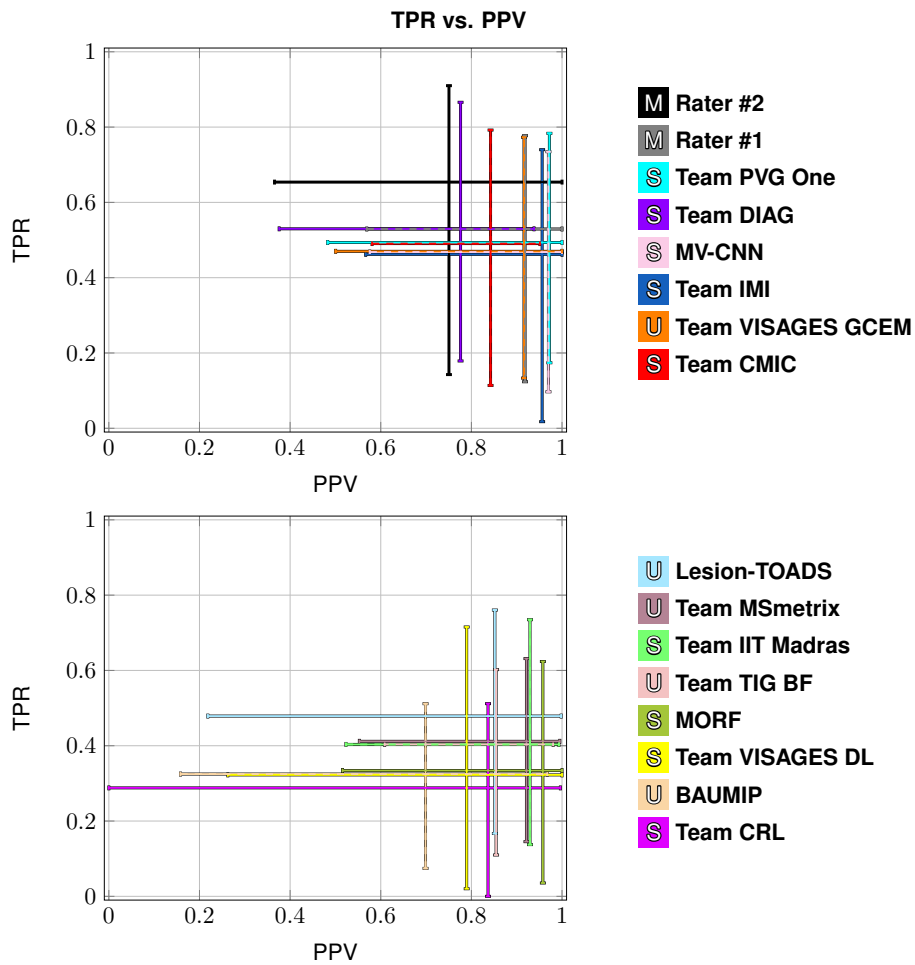 TPR vs. PPV
1
0.8
0.6
0.4
0.2
0
TPR
0 0.2 0.4 0.6 0.8 1
PPV
M Rater #2
M Rater #1
S Team PVG One
S Team DIAG
S MV-CNN
S Team IMI
U Team VISAGES GCEM
S Team CMIC
1
0.8
0.6
0.4
0.2
0
TPR
0 0.2 0.4 0.6 0.8 1
PPV
U Lesion-TOADS
U Team MSmetrix
S Team IIT Madras
U Team TIG BF
S MORF
S Team VISAGES DL
U BAUMIP
S Team CRL